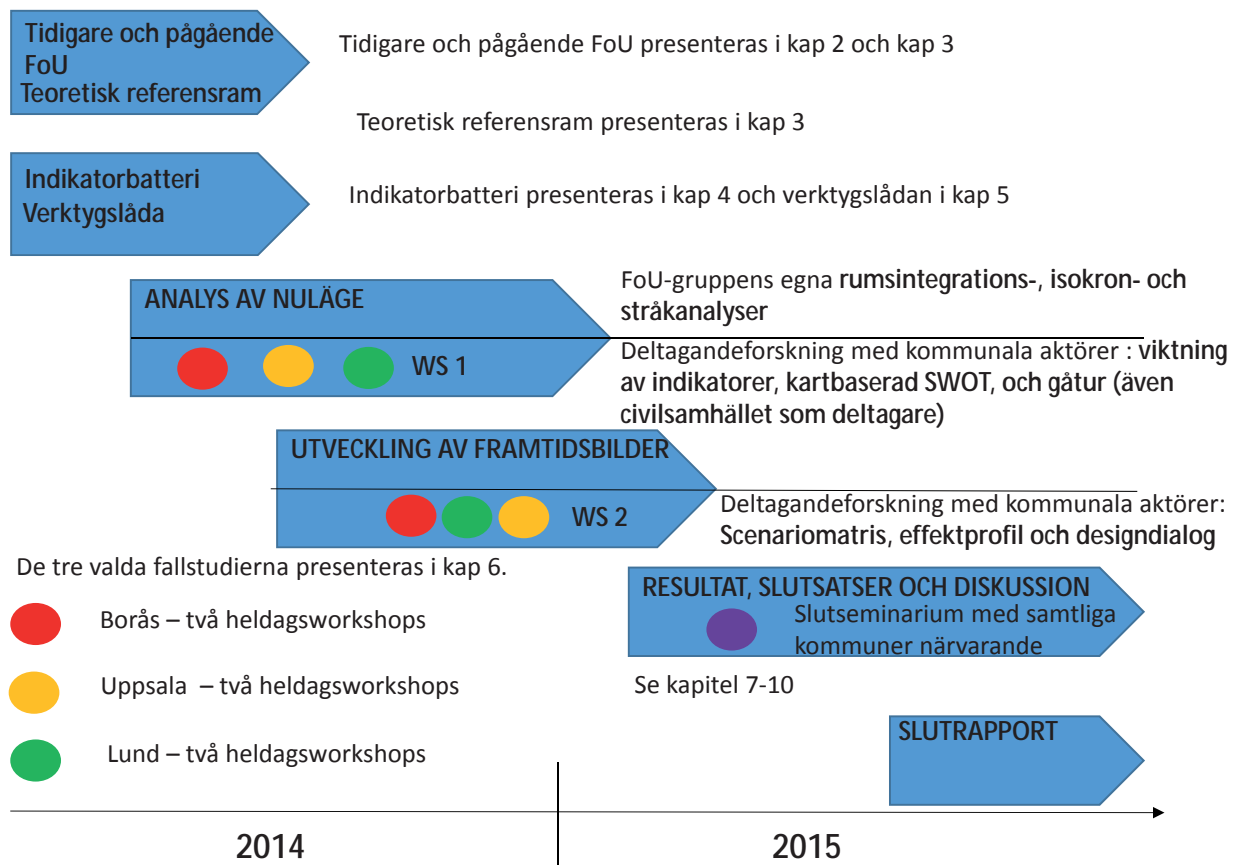 Tidigare och pågående
FoU
Teoretisk referensram
Tidigare och pågående FoU presenteras i kap 2 och kap 3
Teoretisk referensram presenteras i kap 3
Indikatorbatteri
Verktygslåda
Indikatorbatteri presenteras i kap 4 och verktygslådan i kap 5
ANALYS AV NULÄGE
WS 1
FoU-gruppens egna rumsintegrations-, isokron- och
stråkanalyser
Deltagandeforskning med kommunala aktörer : viktning
av indikatorer, kartbaserad SWOT, och gåtur (även
civilsamhället som deltagare)
UTVECKLING AV FRAMTIDSBILDER
WS 2
Deltagandeforskning med kommunala aktörer:
Scenariomatris, effektprofil och designdialog
De tre valda fallstudierna presenteras i kap 6.
Borås – två heldagsworkshops
Uppsala – två heldagsworkshops
Lund – två heldagsworkshops
RESULTAT, SLUTSATSER OCH DISKUSSION
Slutseminarium med samtliga
kommuner närvarande
Se kapitel 7-10
SLUTRAPPORT
2014
2015